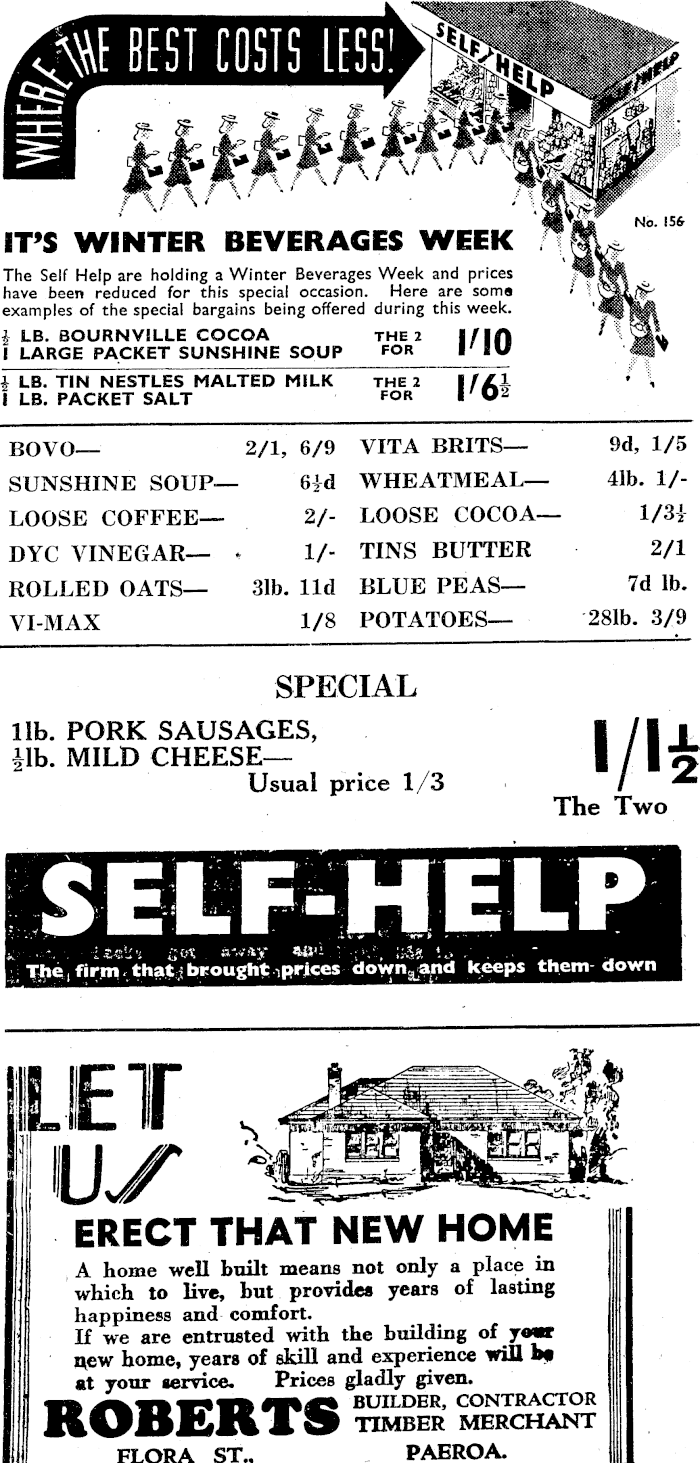 WHERE THE BEST COSTS LESS!
SELF/HELP
SELF/HELP
No. 156
IT'S WINTER BEVERAGES WEEK
The Self Help are holding a Winter Beverages Week and prices
have been reduced for this special occasion. Here are some
examples of the special bargains being offered during this week.
½ LB. BOURNVILLE COCOA
1 LARGE PACKET SUNSHINE SOUP
THE 2
FOR
1/10
½ LB. TIN NESTLES MALTED MILK
1 LB. PACKET SALT
THE 2
FOR
1/6½
BOVO— 2/1, 6/9
SUNSHINE SOUP— 6½d
LOOSE COFFEE— 2/-
DYC VINEGAR— 1/-
ROLLED OATS— 3lb. 11d
VI-MAX 1/8
VITA BRITS— 9d, 1/5
WHEATMEAL— 4lb. 1/-
LOOSE COCOA— 1/3½
TINS BUTTER 2/1
BLUE PEAS— 7d lb.
POTATOES— 28lb. 3/9
SPECIAL
1lb. PORK SAUSAGES,
½lb. MILD CHEESE—
Usual price 1/3
1/1½
The Two
SELF-HELP
The firm that brought prices down and keeps them down
LET
US
ERECT THAT NEW HOME
A home well built means not only a place in
which to live, but provides years of lasting
happiness and comfort.
If we are entrusted with the building of your
new home, years of skill and experience will be
at your service. Prices gladly given.
ROBERTS
BUILDER, CONTRACTOR
TIMBER MERCHANT
FLORA ST., PAEROA.